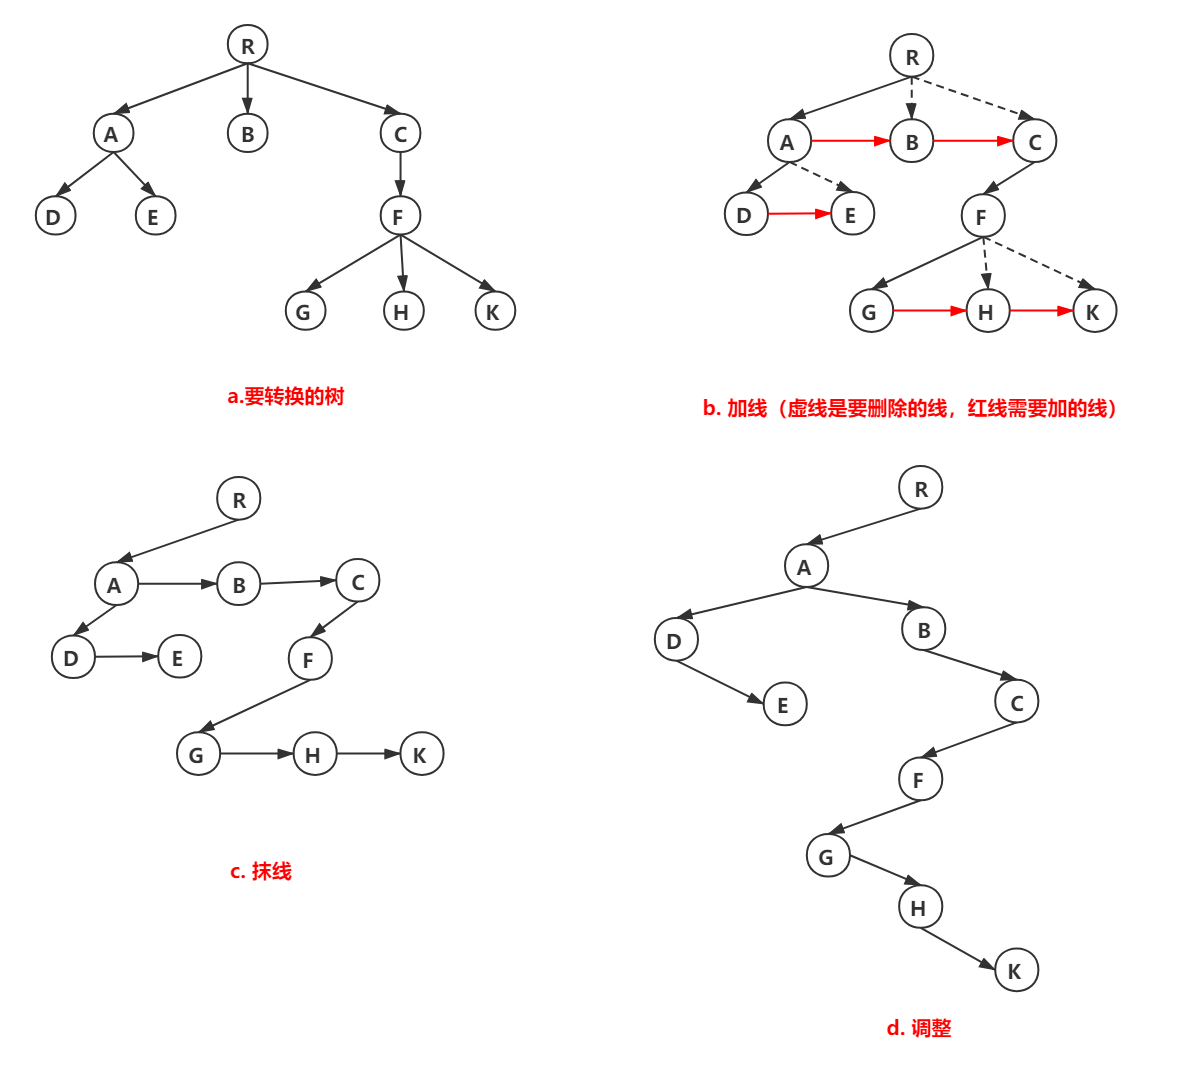 R
A B C
D E F
G H K
a.要转换的树
R
A B C
D E F
G H K
b. 加线（虚线是要删除的线，红线需要加的线）
R
A B C
D E F
G H K
c. 抹线
R
A
D B
E C
F
G
H
K
d. 调整